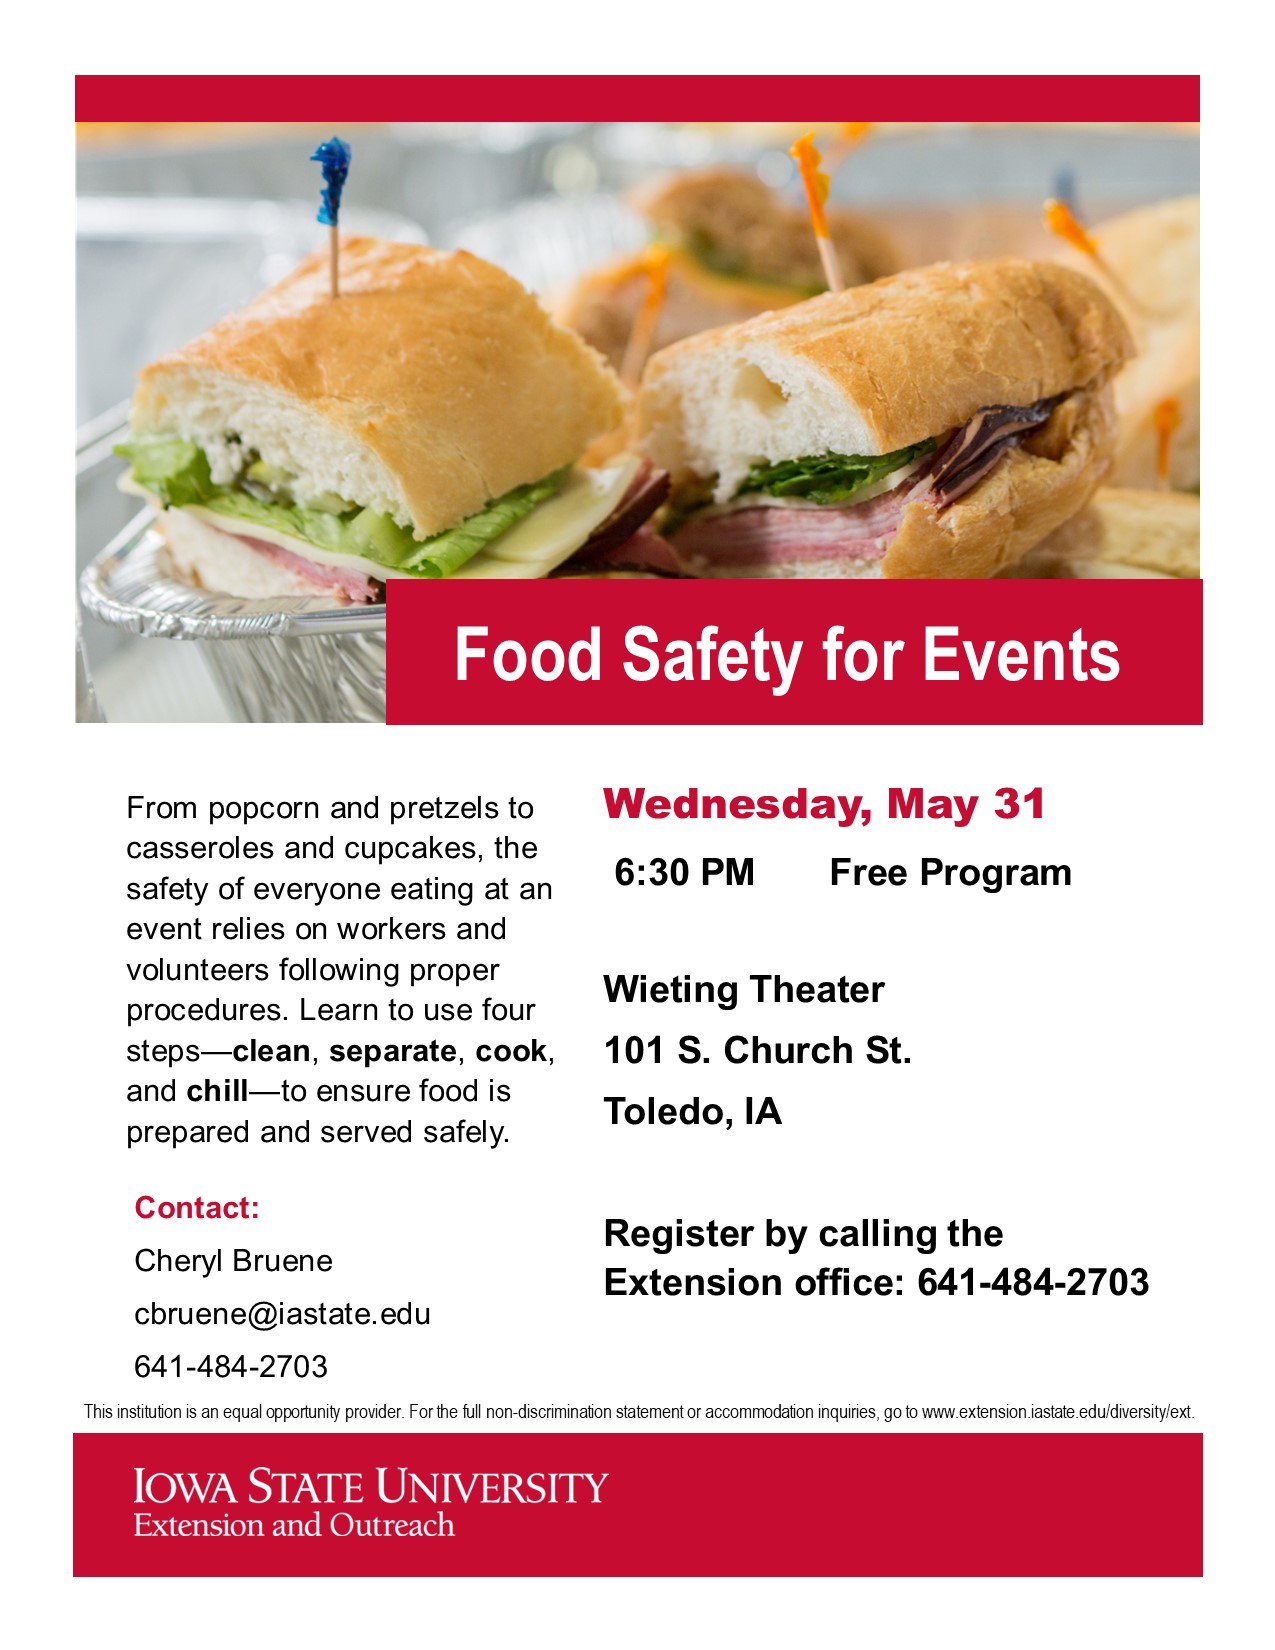 Food Safety for Events
From popcorn and pretzels to
casseroles and cupcakes, the
safety of everyone eating at an
event relies on workers and
volunteers following proper
procedures. Learn to use four
steps—clean, separate, cook,
and chill—to ensure food is
prepared and served safely.
Contact:
Cheryl Bruene
cbruene@iastate.edu
641-484-2703
Wednesday, May 31
6:30 PM Free Program
Wieting Theater
101 S. Church St.
Toledo, IA
Register by calling the
Extension office: 641-484-2703
This institution is an equal opportunity provider. For the full non-discrimination statement or accommodation inquiries, go to www.extension.iastate.edu/diversity/ext.
IOWA STATE UNIVERSITY
Extension and Outreach